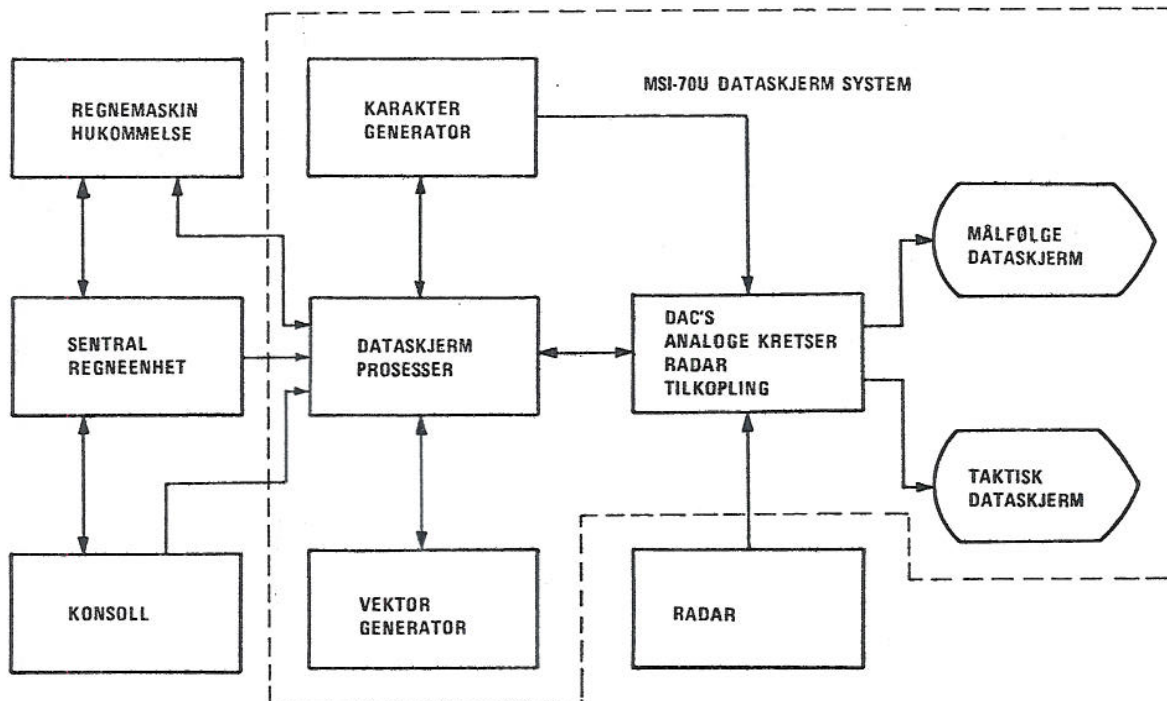 REGNEMASKIN
HUKOMMELSE
KARAKTER
GENERATOR
MSI-70U DATASKJERM SYSTEM
MÅLFØLGE
DATASKJERM
SENTRAL
REGNEENHET
DATASKJERM
PROSESSER
DAC'S
ANALOGE KRETSER
RADAR
TILKOPLING
TAKTISK
DATASKJERM
KONSOLL
VEKTOR
GENERATOR
RADAR